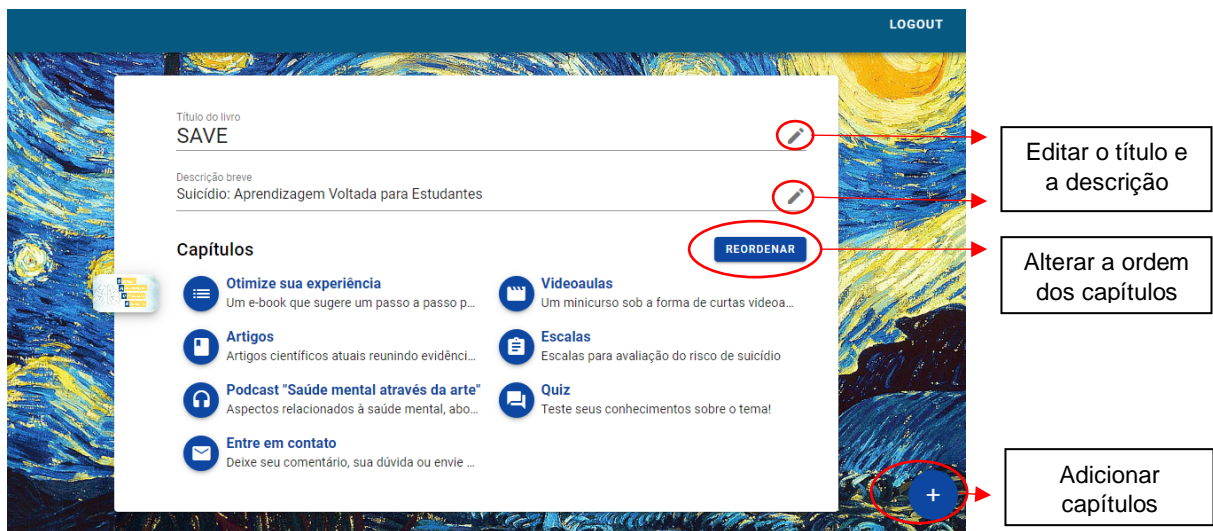 LOGOUT
Título do livro
SAVE
Descrição breve
Suicídio: Aprendizagem Voltada para Estudantes
Capítulos
REORDENAR
Otimize sua experiência
Um e-book que sugere um passo a passo p...
Videoaulas
Um minicurso sob a forma de curtas videoa...
Artigos
Artigos científicos atuais reunindo evidênci...
Escalas
Escalas para avaliação do risco de suicídio
Podcast "Saúde mental através da arte"
Aspectos relacionados à saúde mental, abo...
Quiz
Teste seus conhecimentos sobre o tema!
Entre em contato
Deixe seu comentário, sua dúvida ou envie ...
+
Editar o título e
a descrição
Alterar a ordem
dos capítulos
Adicionar
capítulos